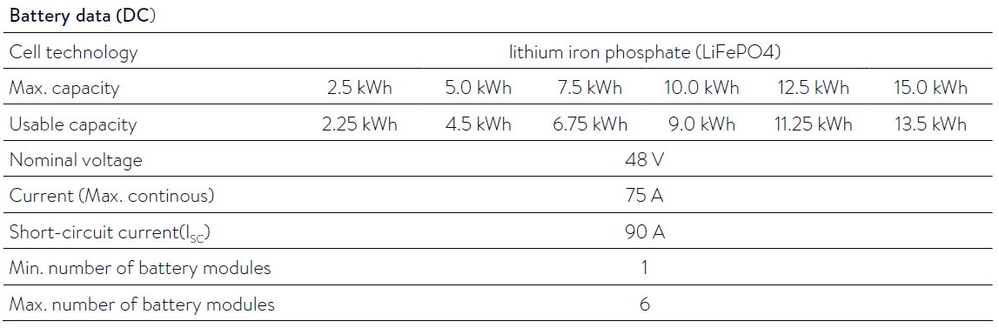 Battery data (DC)
Cell technology lithium iron phosphate (LiFePO4)
Max. capacity 2.5 kWh 5.0 kWh 7.5 kWh 10.0 kWh 12.5 kWh 15.0 kWh
Usable capacity 2.25 kWh 4.5 kWh 6.75 kWh 9.0 kWh 11.25 kWh 13.5 kWh
Nominal voltage 48 V
Current (Max. continous) 75 A
Short-circuit current(ISC) 90 A
Min. number of battery modules 1
Max. number of battery modules 6